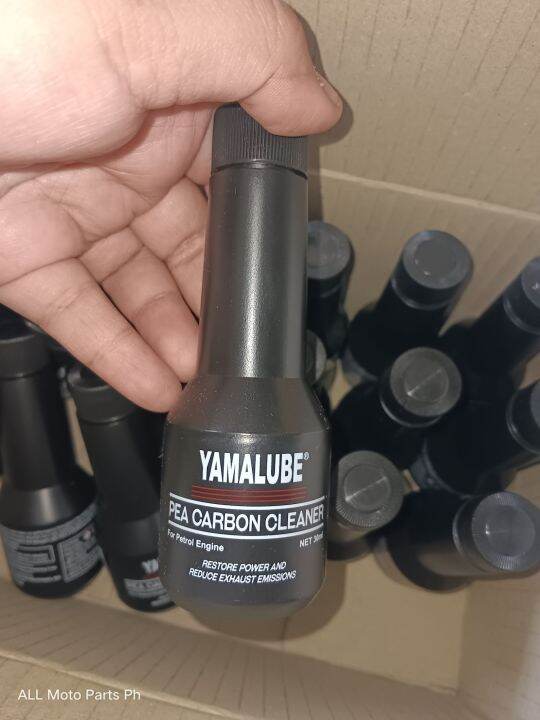 YAMALUBE®
PEA CARBON CLEANER
For Petrol Engine
NET 30ml
RESTORE POWER AND
REDUCE EXHAUST EMISSIONS
YAMA
ALL Moto Parts Ph